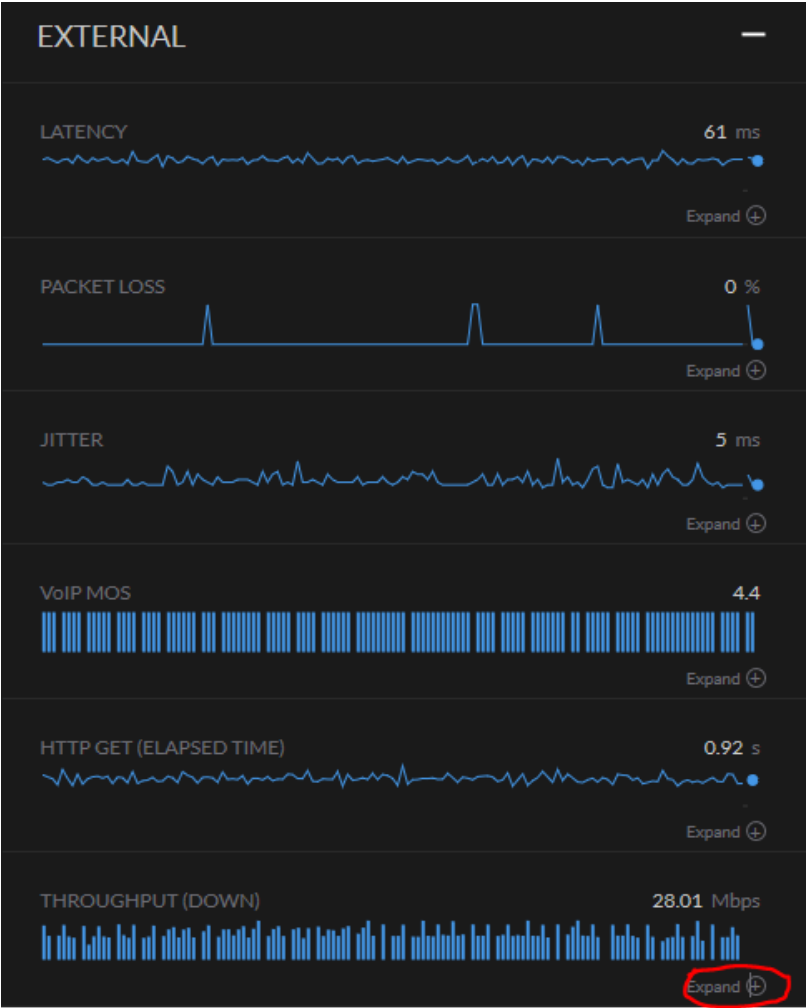 EXTERNAL
LATENCY 61 ms
Expand
PACKET LOSS 0 %
Expand
JITTER 5 ms
Expand
VoIP MOS 4.4
Expand
HTTP GET (ELAPSED TIME) 0.92 s
Expand
THROUGHPUT (DOWN) 28.01 Mbps
Expand